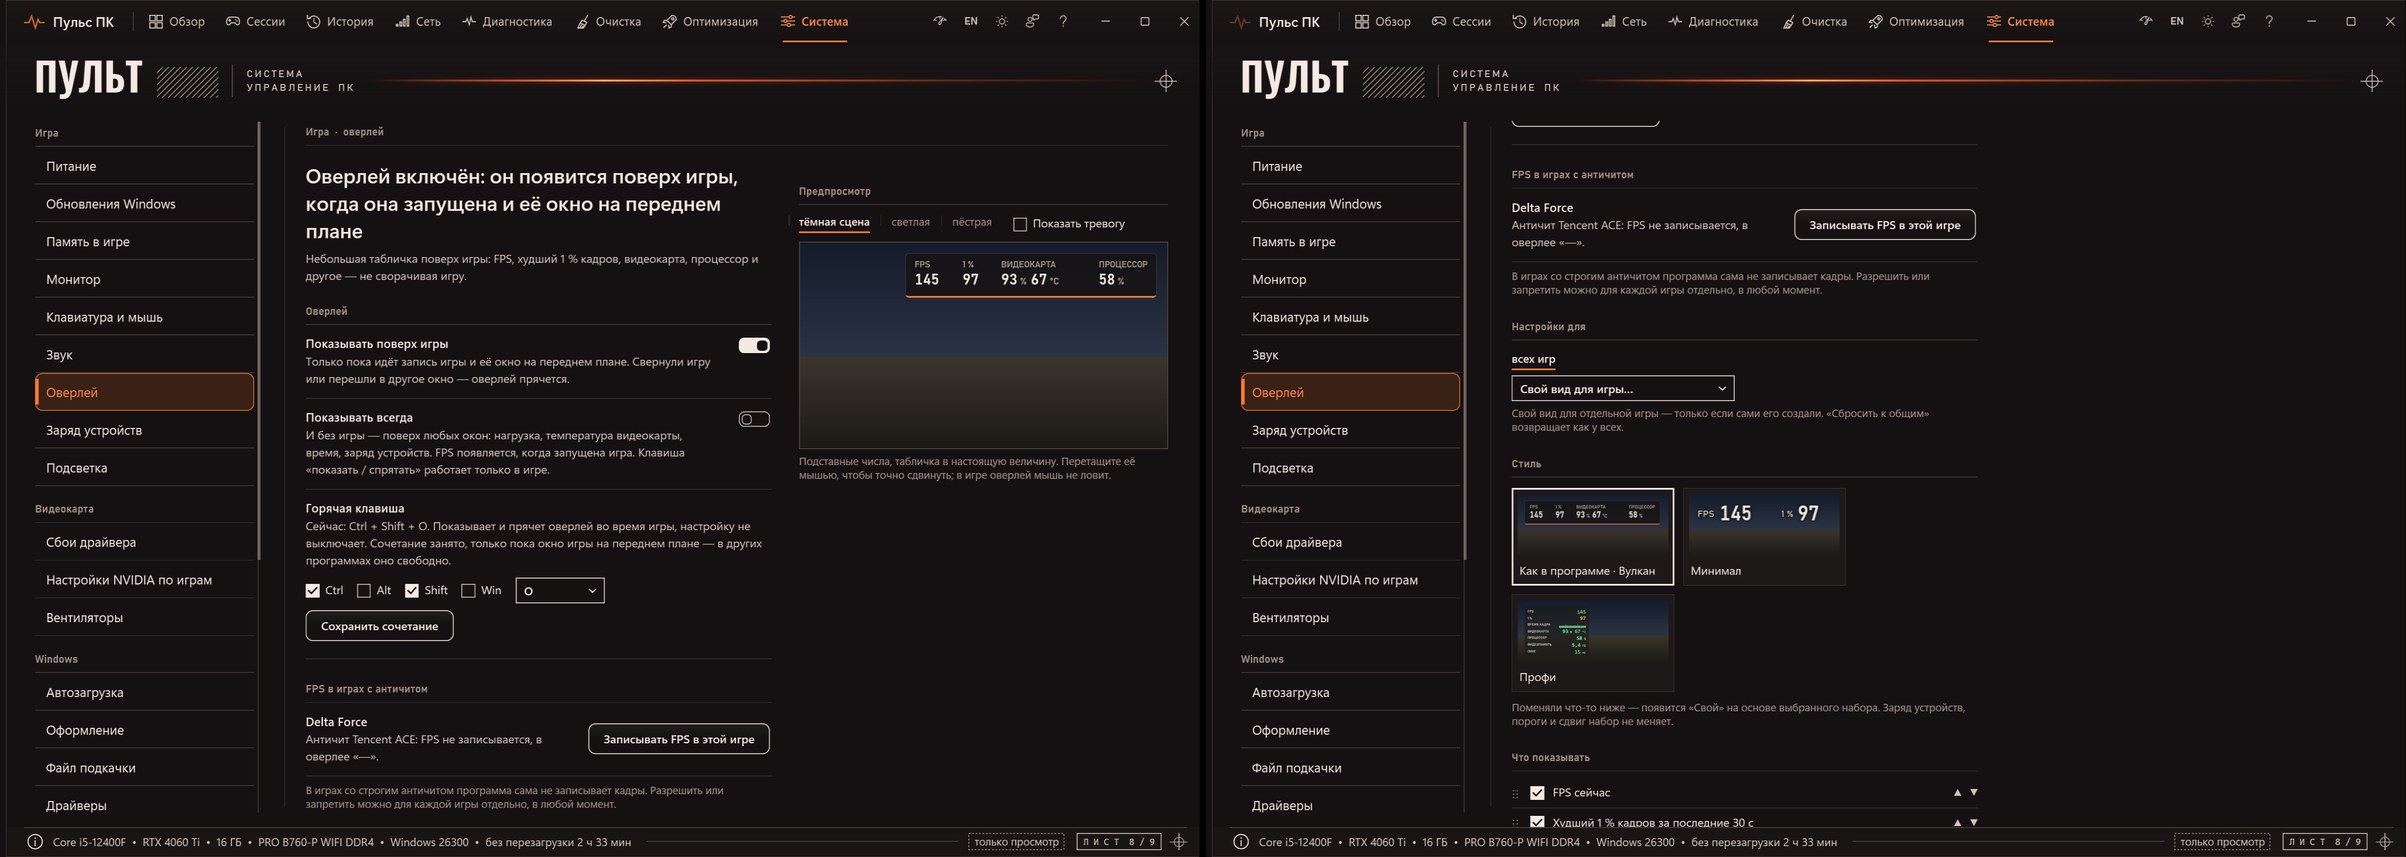 Пульс ПК
Обзор
Сессии
История
Сеть
Диагностика
Очистка
Оптимизация
Система
EN
ПУЛЬТ
СИСТЕМА
УПРАВЛЕНИЕ ПК
Игра
Питание
Обновления Windows
Память в игре
Монитор
Клавиатура и мышь
Звук
Оверлей
Заряд устройств
Подсветка
Видеокарта
Сбои драйвера
Настройки NVIDIA по играм
Вентиляторы
Windows
Автозагрузка
Оформление
Файл подкачки
Драйверы
Игра · оверлей
Оверлей включён: он появится поверх игры,
когда она запущена и её окно на переднем
плане
Небольшая табличка поверх игры: FPS, худший 1 % кадров, видеокарта, процессор и
другое — не сворачивая игру.
Оверлей
Показывать поверх игры
Только пока идёт запись игры и её окно на переднем плане. Свернули игру
или перешли в другое окно — оверлей прячется.
Показывать всегда
И без игры — поверх любых окон: нагрузка, температура видеокарты,
время, заряд устройств. FPS появляется, когда запущена игра. Клавиша
«показать / спрятать» работает только в игре.
Горячая клавиша
Сейчас: Ctrl + Shift + O. Показывает и прячет оверлей во время игры, настройку не
выключает. Сочетание занято, только пока окно игры на переднем плане — в других
программах оно свободно.
Ctrl
Alt
Shift
Win
O
Сохранить сочетание
FPS в играх с античитом
Delta Force
Античит Tencent ACE: FPS не записывается, в
оверлее «—».
Записывать FPS в этой игре
В играх со строгим античитом программа сама не записывает кадры. Разрешить или
запретить можно для каждой игры отдельно, в любой момент.
Предпросмотр
тёмная сцена
светлая
пёстрая
Показать тревогу
FPS 1 % ВИДЕОКАРТА ПРОЦЕССОР
145 97 93 % 67 °C 58 %
Подставные числа, табличка в настоящую величину. Перетащите её
мышью, чтобы точно сдвинуть; в игре оверлей мышь не ловит.
Core i5-12400F • RTX 4060 Ti • 16 ГБ • PRO B760-P WIFI DDR4 • Windows 26300 • без перезагрузки 2 ч 33 мин
только просмотр
ЛИСТ 8/9
Пульс ПК
Обзор
Сессии
История
Сеть
Диагностика
Очистка
Оптимизация
Система
EN
ПУЛЬТ
СИСТЕМА
УПРАВЛЕНИЕ ПК
Игра
Питание
Обновления Windows
Память в игре
Монитор
Клавиатура и мышь
Звук
Оверлей
Заряд устройств
Подсветка
Видеокарта
Сбои драйвера
Настройки NVIDIA по играм
Вентиляторы
Windows
Автозагрузка
Оформление
Файл подкачки
Драйверы
FPS в играх с античитом
Delta Force
Античит Tencent ACE: FPS не записывается, в
оверлее «—».
Записывать FPS в этой игре
В играх со строгим античитом программа сама не записывает кадры. Разрешить или
запретить можно для каждой игры отдельно, в любой момент.
Настройки для
всех игр
Свой вид для игры...
Свой вид для отдельной игры — только если сами его создали. «Сбросить к общим»
возвращает как у всех.
Стиль
FPS 1 % ВИДЕОКАРТА ПРОЦЕССОР
145 97 93 % 67 °C 58 %
Как в программе · Вулкан
FPS 145 1 % 97
Минимал
Профи
Поменяли что-то ниже — появится «Свой» на основе выбранного набора. Заряд устройств,
пороги и сдвиг набор не меняет.
Что показывать
FPS сейчас
Худший 1 % кадров за последние 30 с
Core i5-12400F • RTX 4060 Ti • 16 ГБ • PRO B760-P WIFI DDR4 • Windows 26300 • без перезагрузки 2 ч 33 мин
только просмотр
ЛИСТ 8/9